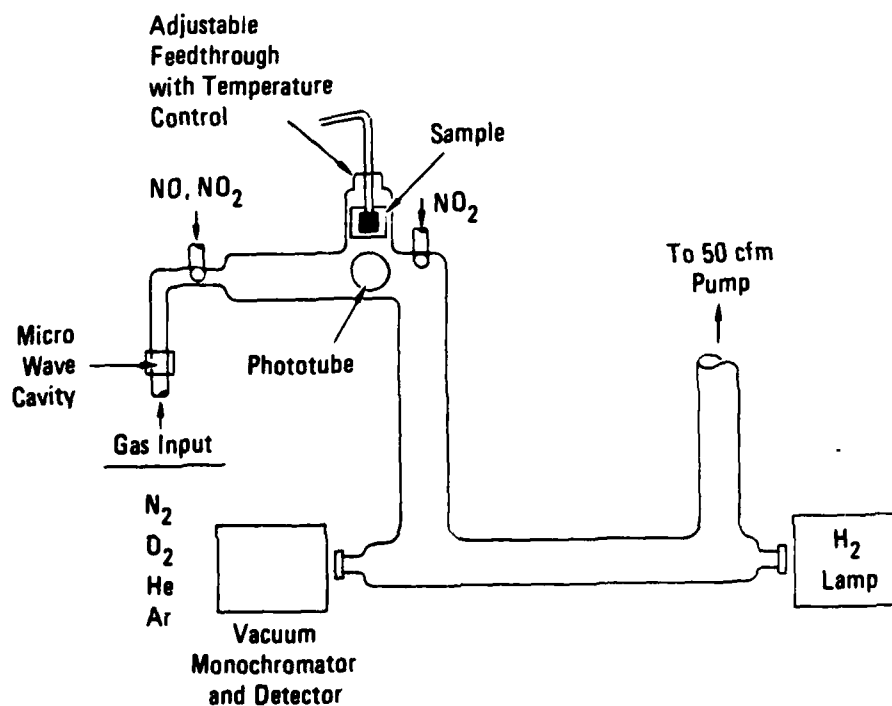 Adjustable
Feedthrough
with Temperature
Control
Sample
NO, NO2
NO2
To 50 cfm
Pump
Micro
Wave
Cavity
Phototube
Gas Input
N2
O2
He
Ar
H2
Lamp
Vacuum
Monochromator
and Detector